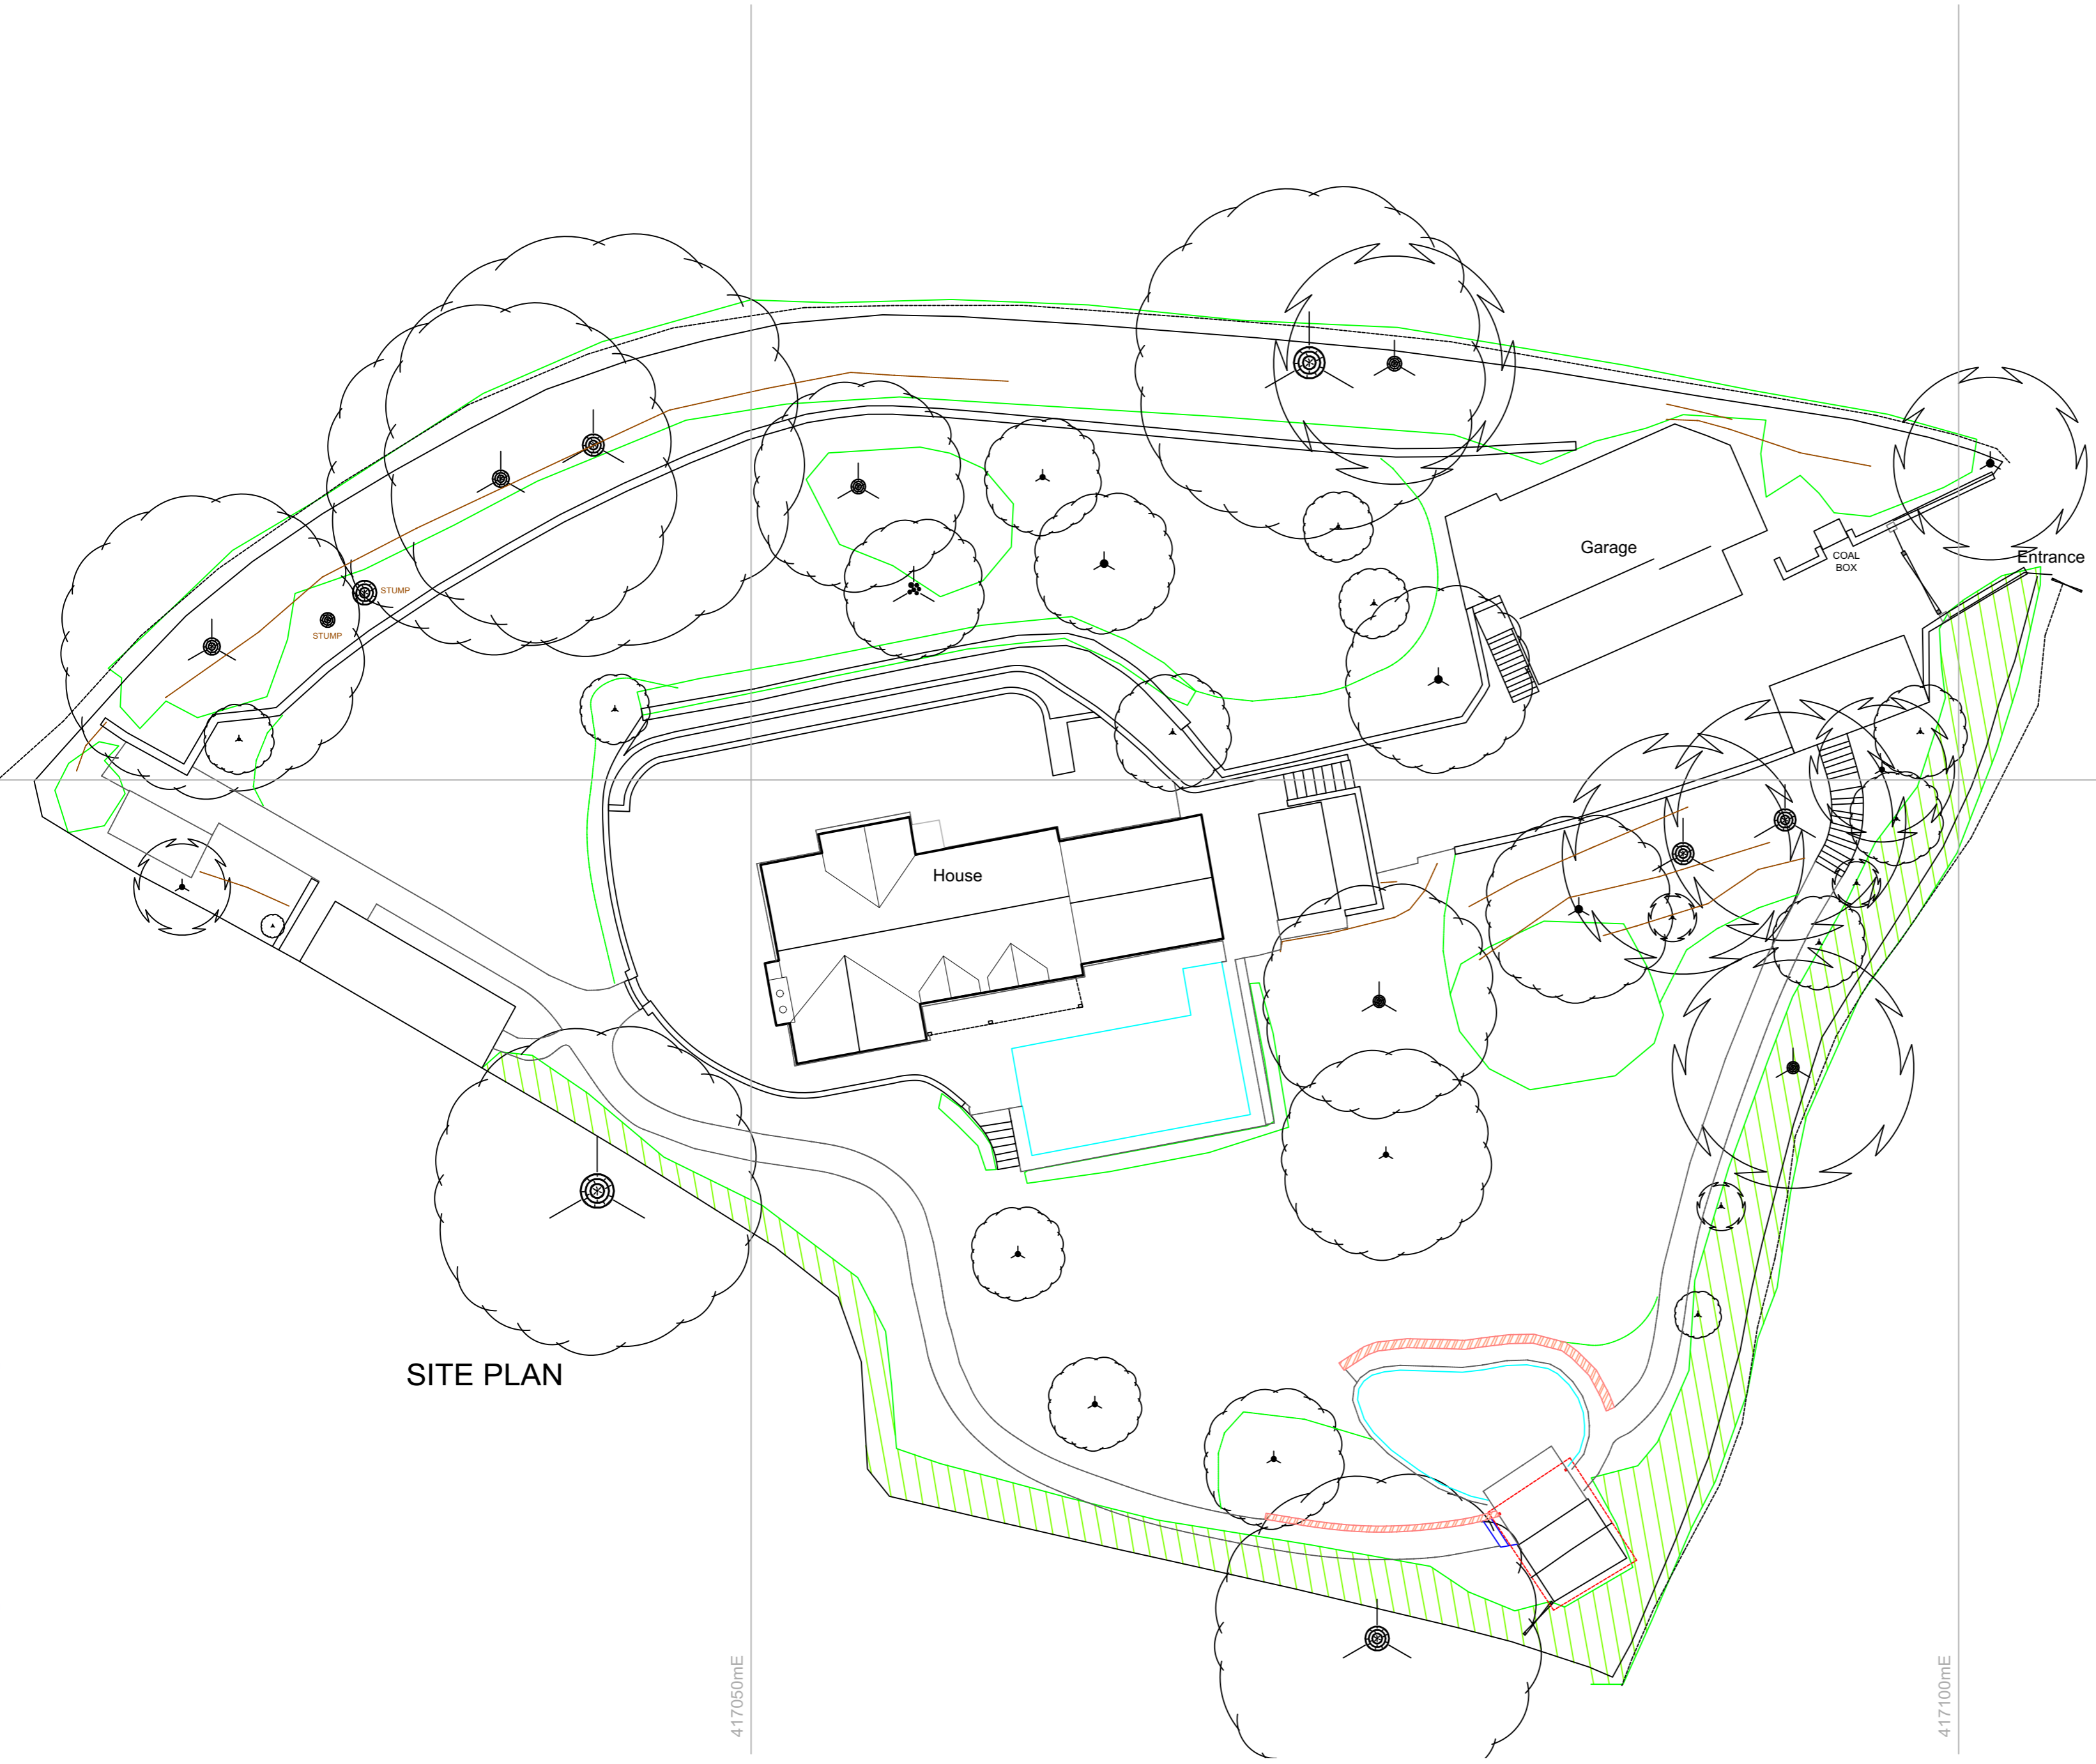 Garage
COAL
BOX
Entrance
STUMP
STUMP
House
SITE PLAN
417050mE
417100mE